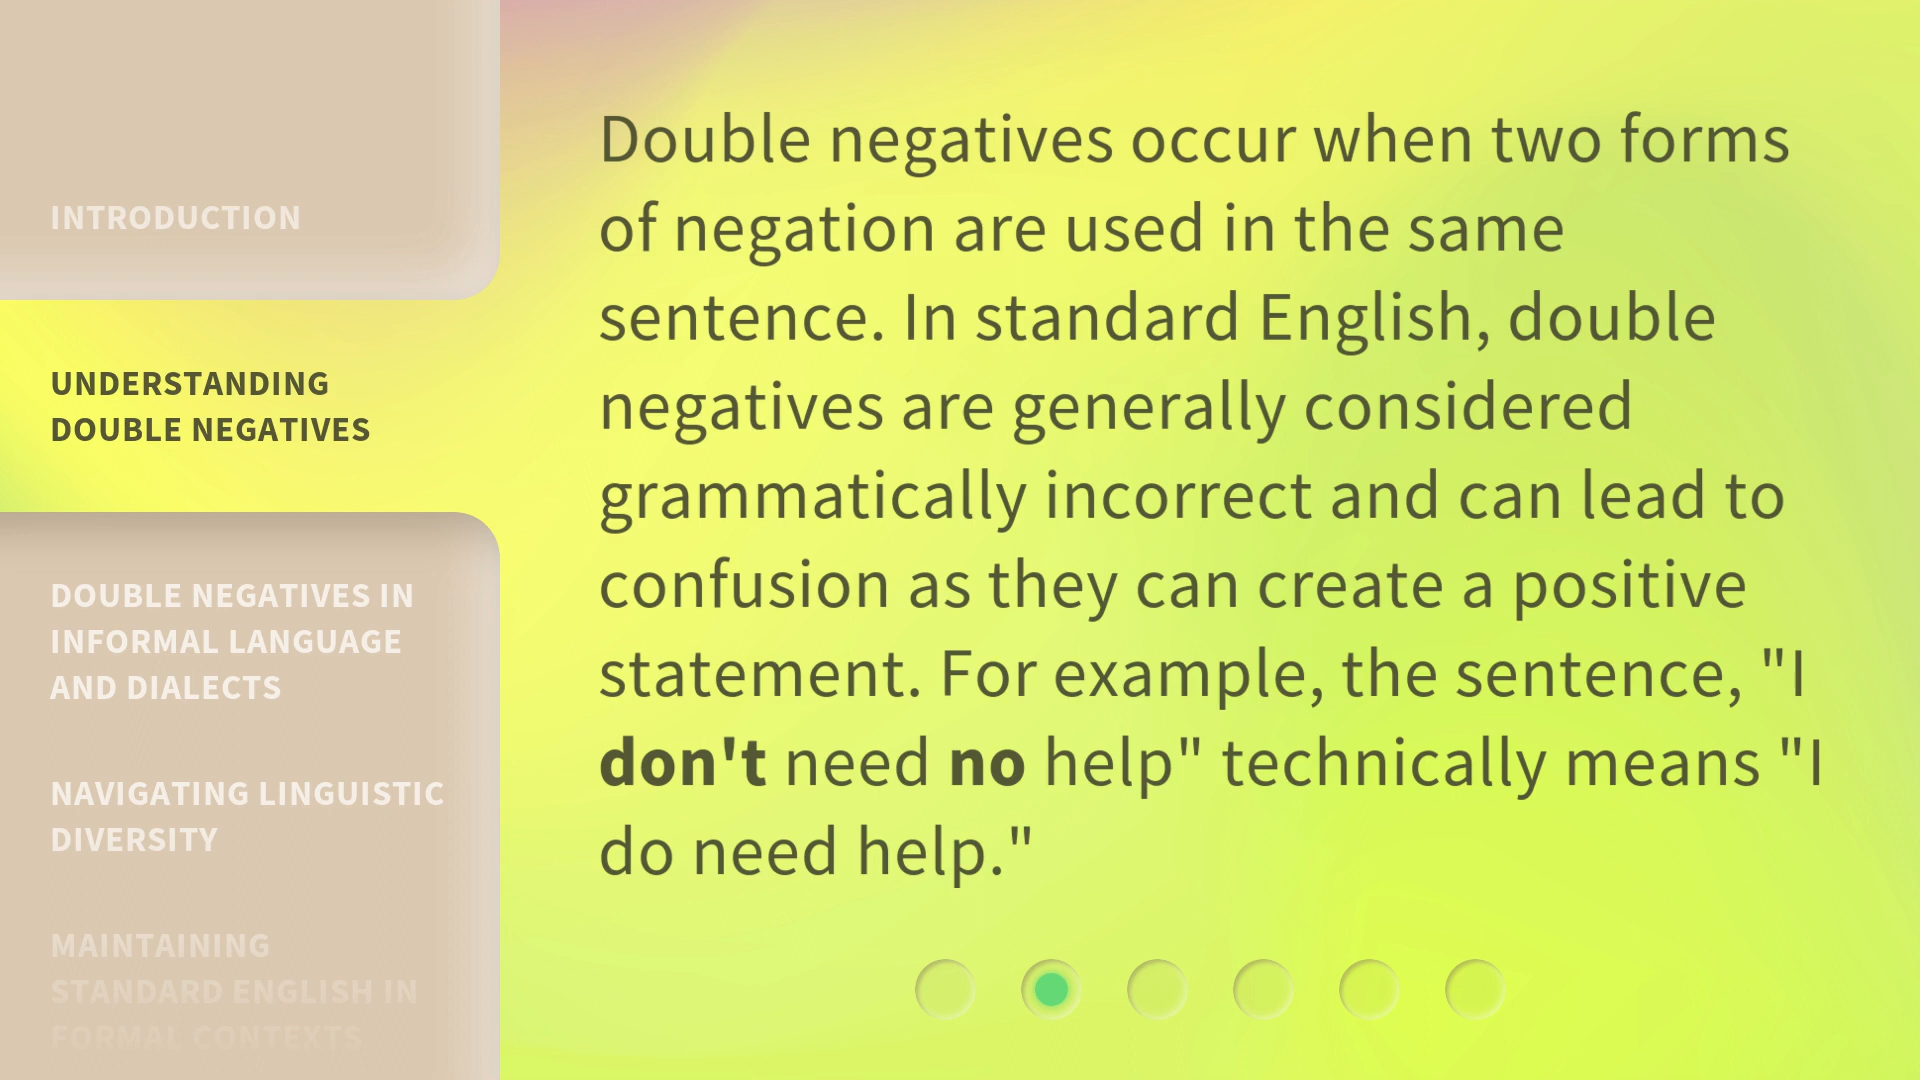 INTRODUCTION
UNDERSTANDING
DOUBLE NEGATIVES
DOUBLE NEGATIVES IN
INFORMAL LANGUAGE
AND DIALECTS
NAVIGATING LINGUISTIC
DIVERSITY
MAINTAINING
STANDARD ENGLISH IN
FORMAL CONTEXTS
Double negatives occur when two forms
of negation are used in the same
sentence. In standard English, double
negatives are generally considered
grammatically incorrect and can lead to
confusion as they can create a positive
statement. For example, the sentence, "I
don't need no help" technically means "I
do need help."